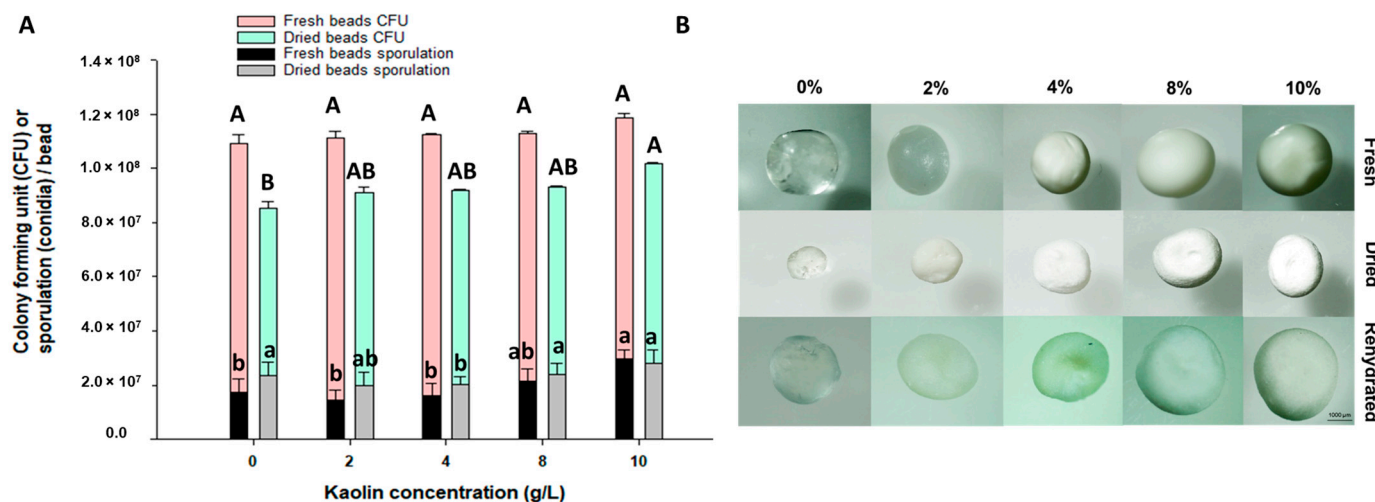 A
Fresh beads CFU
Dried beads CFU
Fresh beads sporulation
Dried beads sporulation
Colony forming unit (CFU) or
sporulation (conidia) / bead
1.4 × 10⁸
1.2 × 10⁸
1.0 × 10⁸
8.0 × 10⁷
6.0 × 10⁷
4.0 × 10⁷
2.0 × 10⁷
0.0
A A A A A
B AB AB AB A
b a b ab b b ab a a a
0 2 4 8 10
Kaolin concentration (g/L)
B
0% 2% 4% 8% 10%
Fresh
Dried
Rehydrated
1000 µm